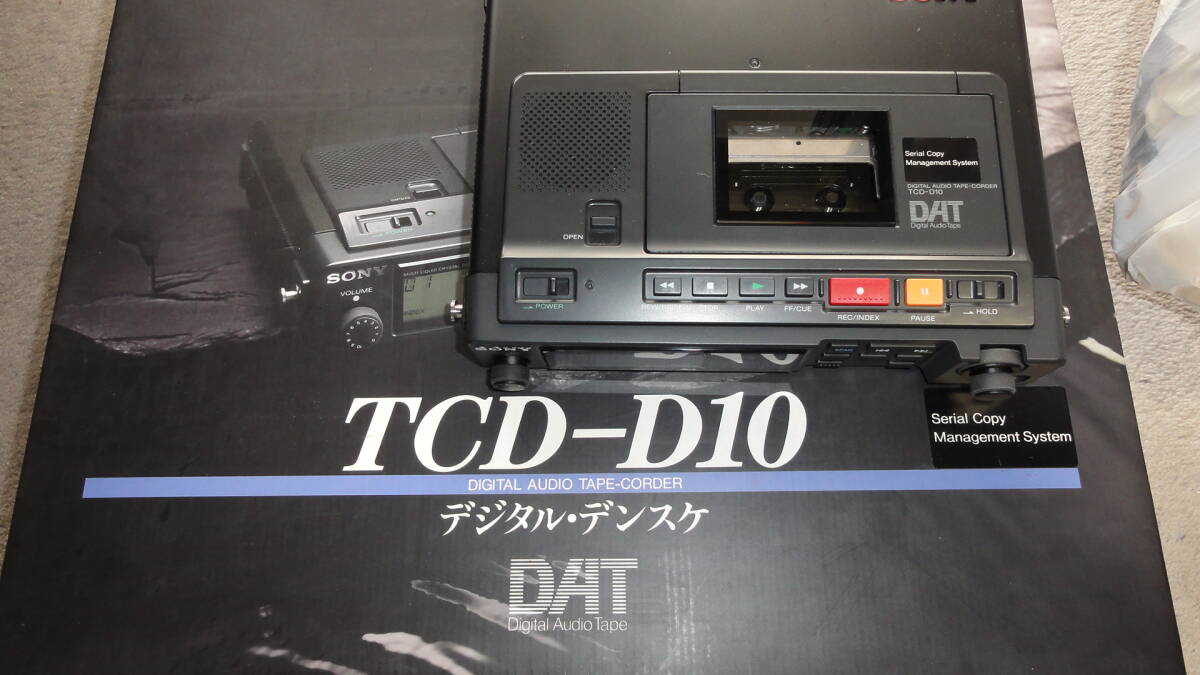 Serial Copy
Management System
DIGITAL AUDIO TAPE-CORDER
TCD-D10
DAT
Digital Audio Tape
OPEN
POWER
PLAY
FF/CUE
REC/INDEX
PAUSE
HOLD
SONY
SONY
VOLUME
TCD-D10
Serial Copy
Management System
DIGITAL AUDIO TAPE-CORDER
デジタル・デンスケ
DAT
Digital Audio Tape